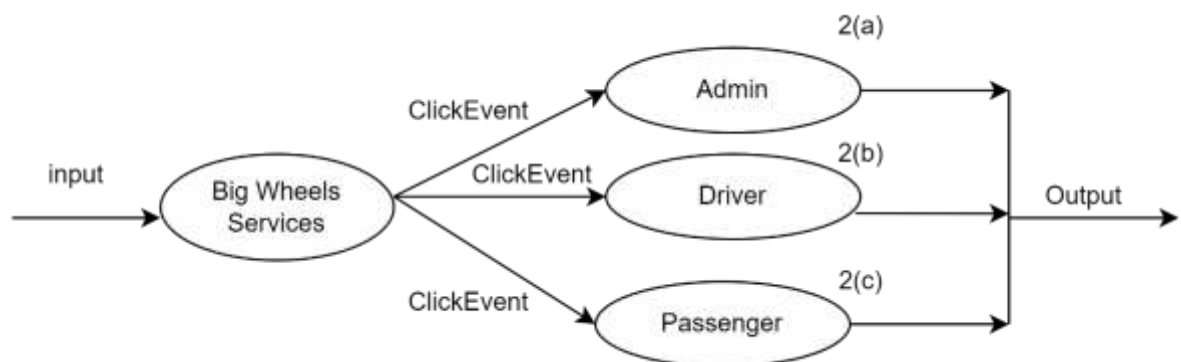 2(a)
Admin
ClickEvent
2(b)
input
ClickEvent
Big Wheels
Services
Driver
Output
2(c)
ClickEvent
Passenger